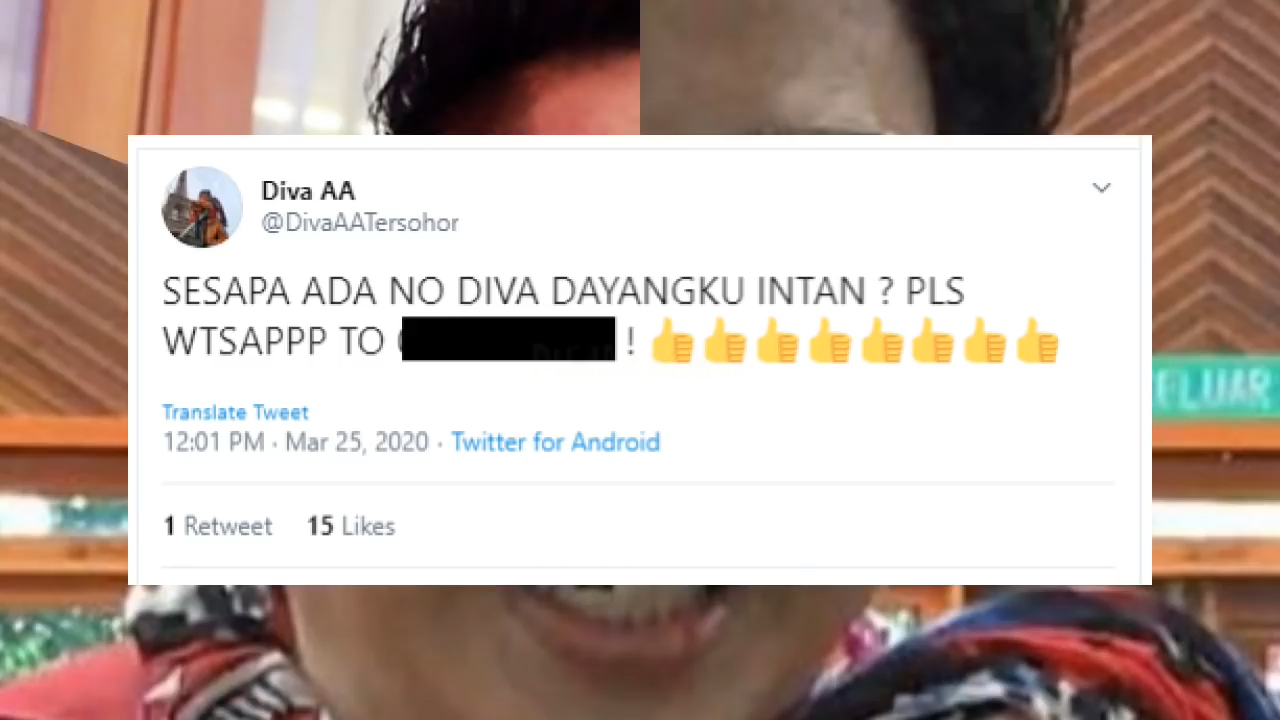 Diva AA
@DivaAATersohor
SESAPA ADA NO DIVA DAYANGKU INTAN ? PLS
WTSAPPP TO ! 👍👍👍👍👍👍👍👍
Translate Tweet
12:01 PM · Mar 25, 2020 · Twitter for Android
1 Retweet 15 Likes
ELUAR